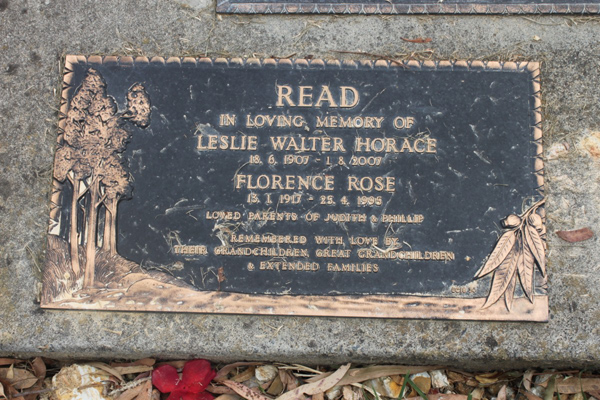 READ
IN LOVING MEMORY OF
LESLIE WALTER HORACE
18. 6. 1907 - 1. 8. 2007
FLORENCE ROSE
13. 1. 1917 - 25. 4. 1995
LOVED PARENTS OF JUDITH & PHILLIP
REMEMBERED WITH LOVE BY
THEIR GRANDCHILDREN, GREAT GRANDCHILDREN
& EXTENDED FAMILIES